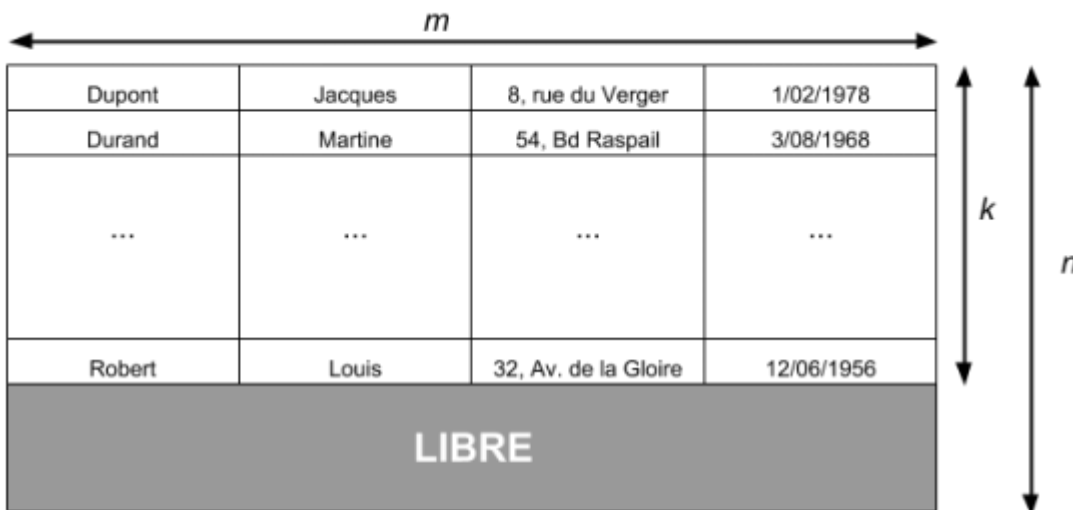 m
Dupont Jacques 8, rue du Verger 1/02/1978
Durand Martine 54, Bd Raspail 3/08/1968
... ... ... ...
k
n
Robert Louis 32, Av. de la Gloire 12/06/1956
LIBRE